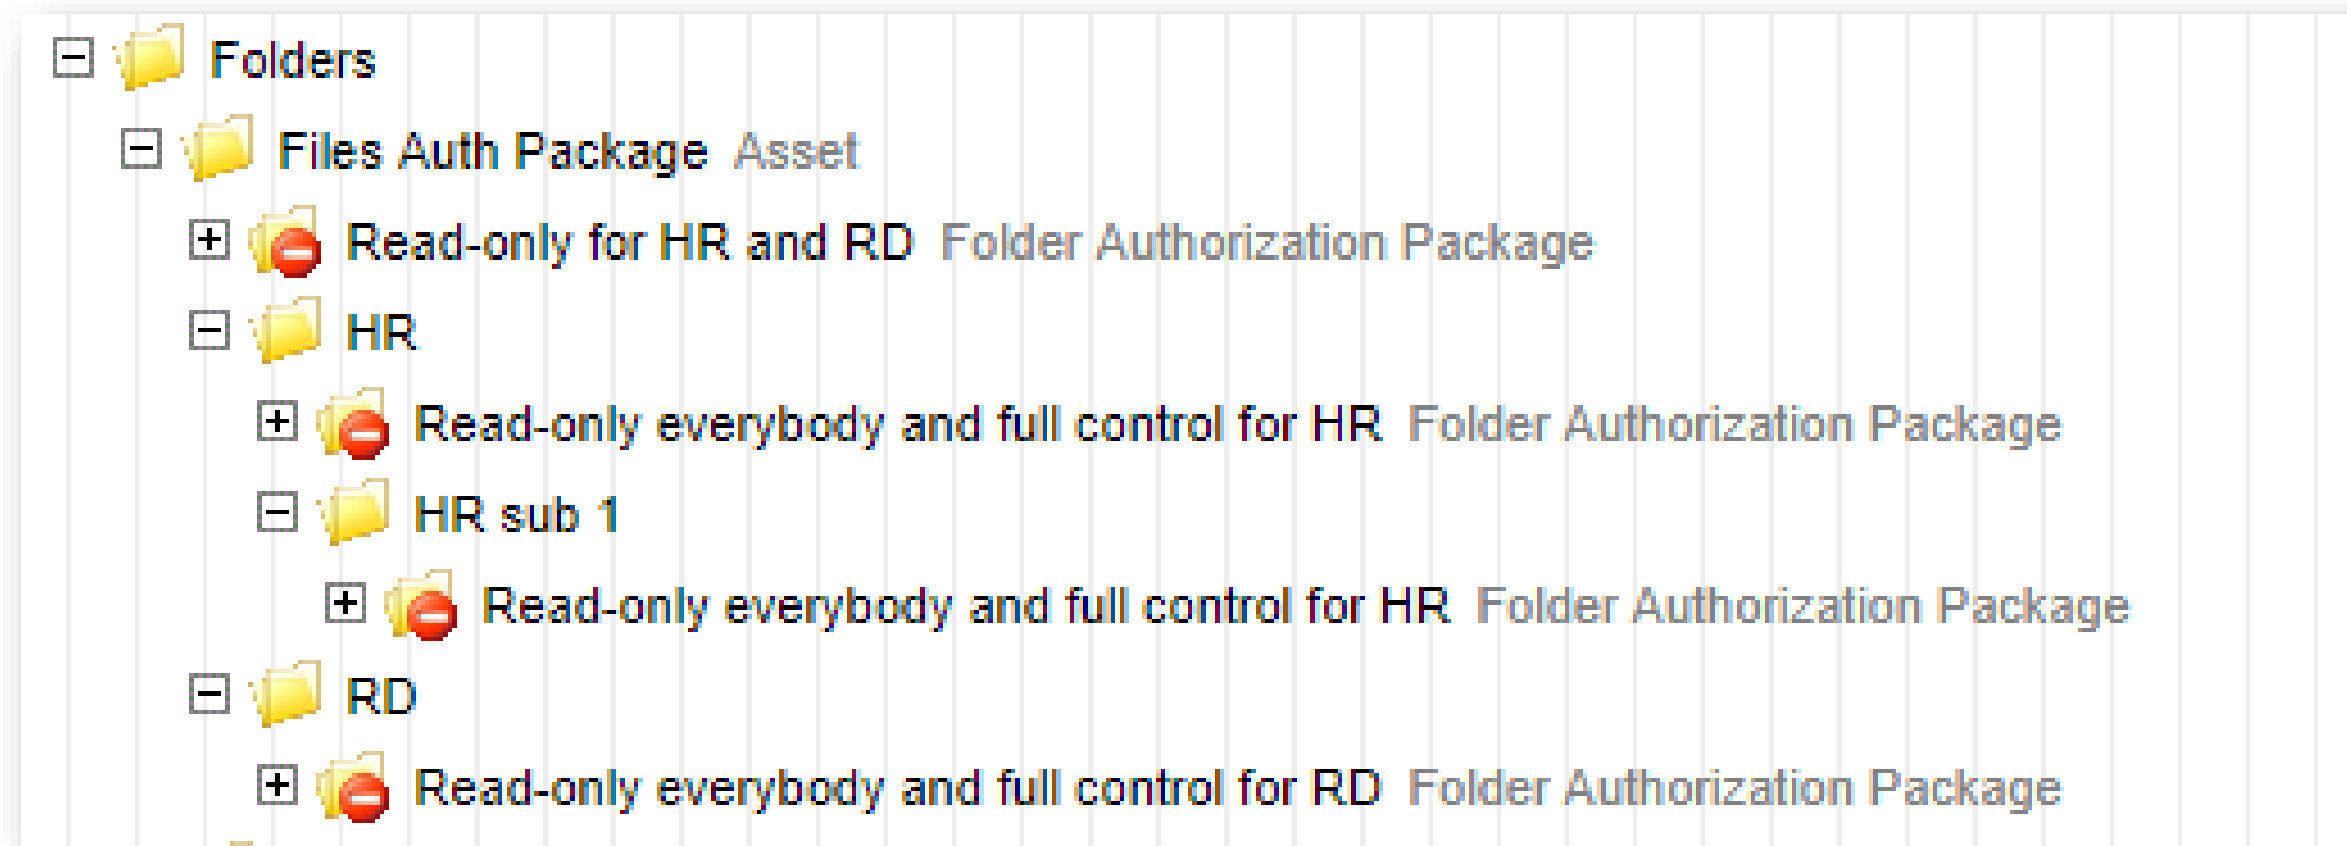 Folders
Files Auth Package Asset
Read-only for HR and RD Folder Authorization Package
HR
Read-only everybody and full control for HR Folder Authorization Package
HR sub 1
Read-only everybody and full control for HR Folder Authorization Package
RD
Read-only everybody and full control for RD Folder Authorization Package